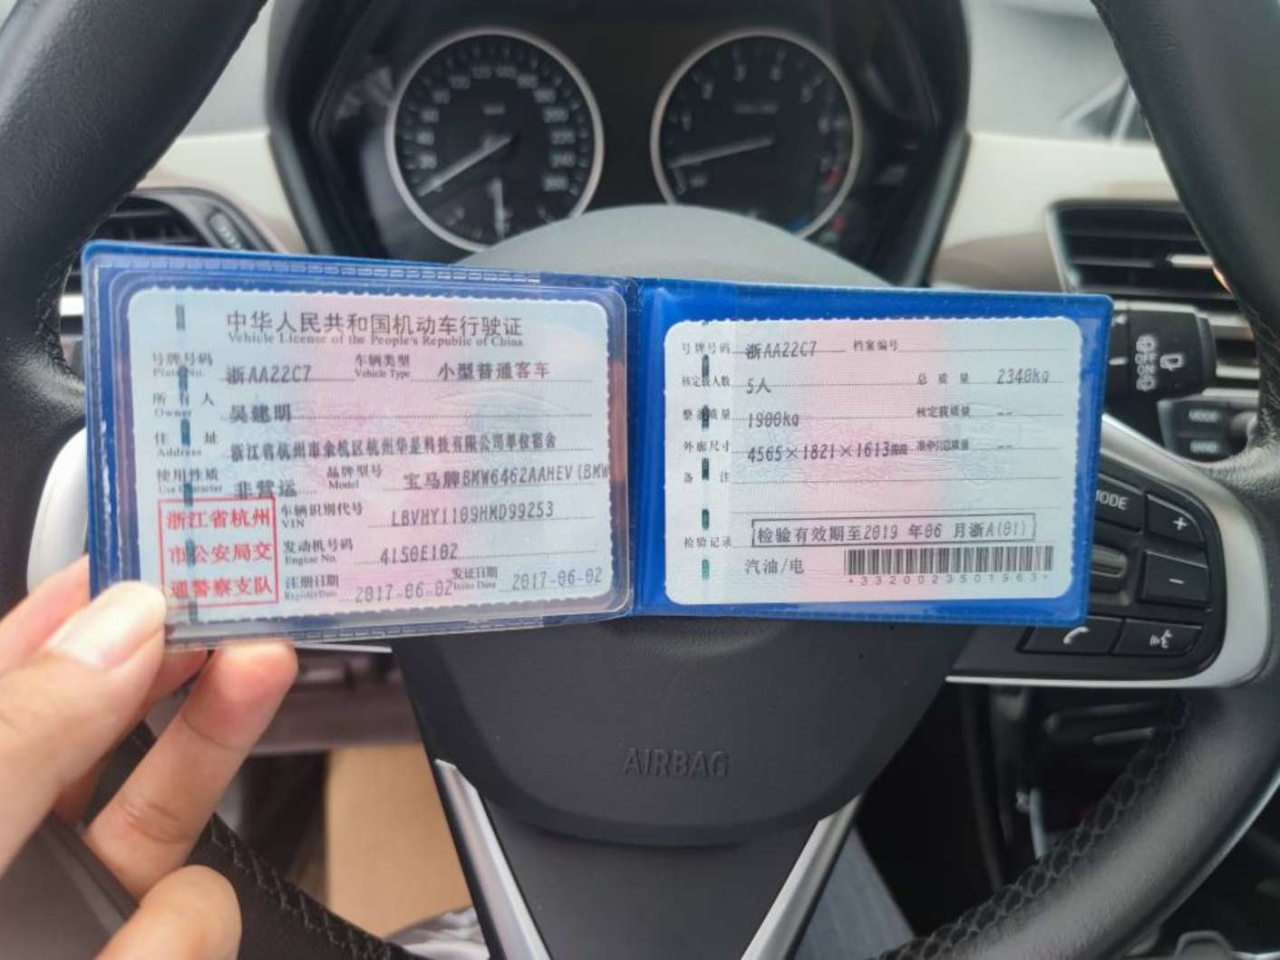 中华人民共和国机动车行驶证
Vehicle License of the People's Republic of China
号牌号码 浙AA22C7 车辆类型 小型普通客车
Plate No. Vehicle Type
所有人 吴建明
Owner
住址 浙江省杭州市余杭区杭州华是科技有限公司单位宿舍
Address
使用性质 非营运 品牌型号 宝马牌BMW6462AAHEV(BMW
Use Character Model
浙江省杭州
市公安局交
通警察支队
车辆识别代号 LBVHY1109HMD99253
VIN
发动机号码 4150E102
Engine No.
注册日期 2017-06-02 发证日期 2017-06-02
Register Date Issue Date
号牌号码 浙AA22C7 档案编号
核定载人数 5人 总质量 2340kg
整备质量 1900kg 核定载质量 --
外廓尺寸 4565×1821×1613mm 准牵引总质量 --
备注
检验记录 检验有效期至2019年06月浙A(01)
汽油/电
*3320023501963*
AIRBAG
MODE
+
-